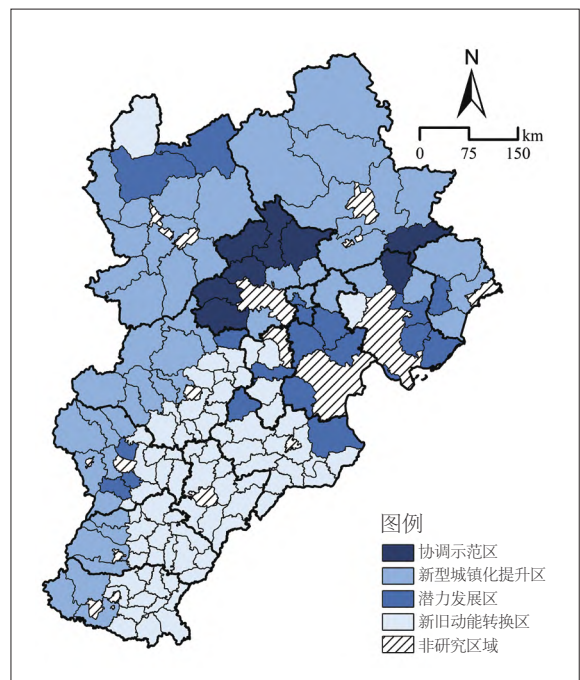 N
km
0 75 150
图例
协调示范区
新型城镇化提升区
潜力发展区
新旧动能转换区
非研究区域